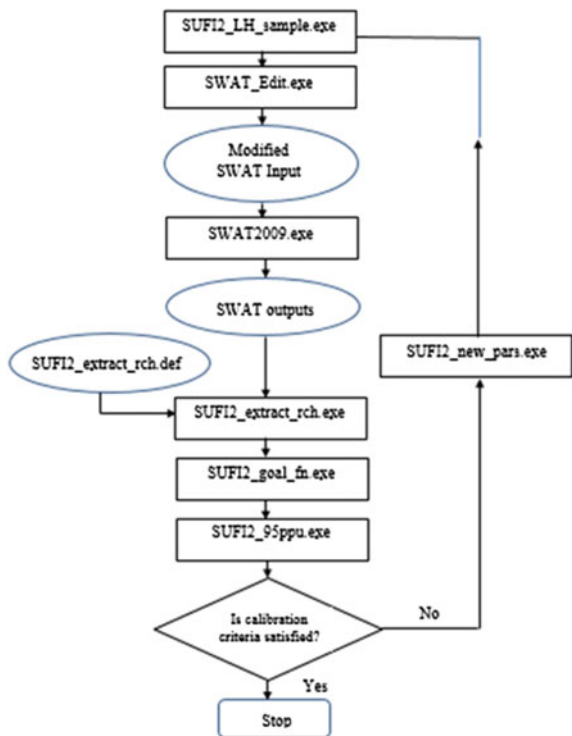 SUFI2_LH_sample.exe
SWAT_Edit.exe
Modified
SWAT Input
SWAT2009.exe
SWAT outputs
SUFI2_extract_rch.def
SUFI2_new_pars.exe
SUFI2_extract_rch.exe
SUFI2_goal_fn.exe
SUFI2_95ppu.exe
Is calibration
criteria satisfied?
No
Yes
Stop